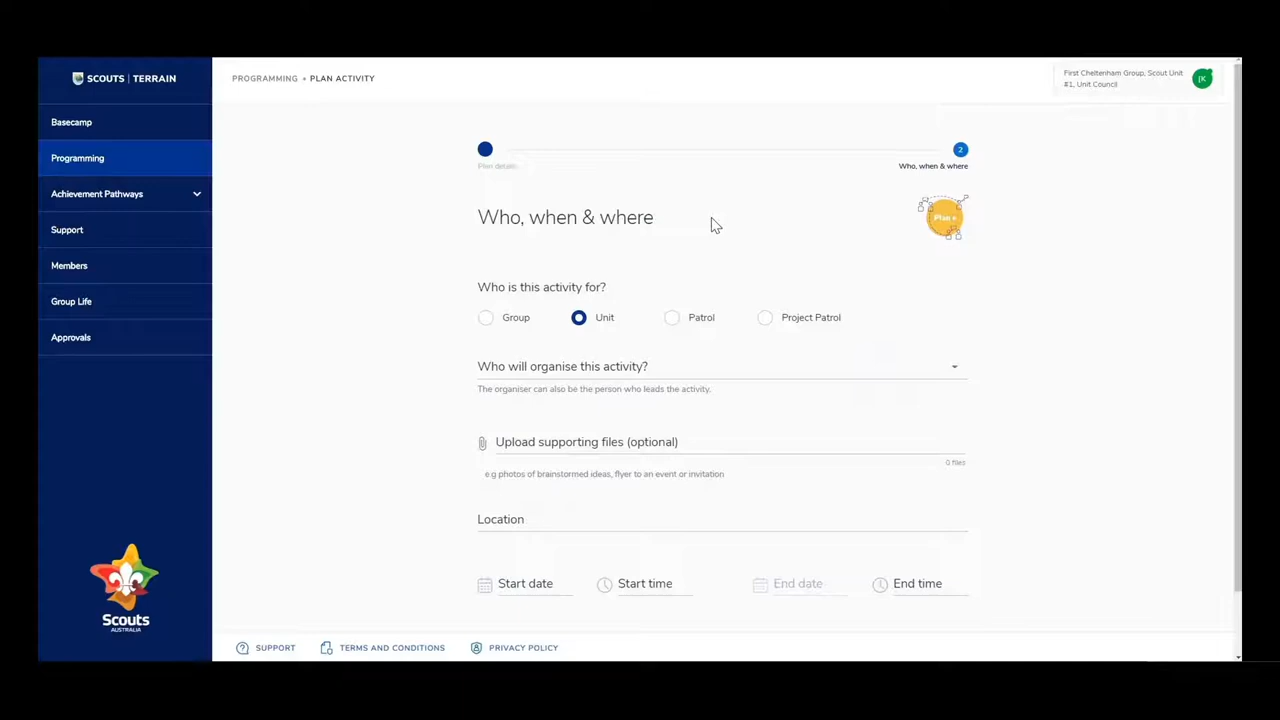 SCOUTS | TERRAIN
PROGRAMMING • PLAN ACTIVITY
First Cheltenham Group, Scout Unit
#1, Unit Council
Basecamp
Programming
Achievement Pathways
Support
Members
Group Life
Approvals
Scouts
AUSTRALIA
2
Plan details
Who, when & where
Who, when & where
Plan
Who is this activity for?
Group
Unit
Patrol
Project Patrol
Who will organise this activity?
The organiser can also be the person who leads the activity.
Upload supporting files (optional)
0 files
e.g photos of brainstormed ideas, flyer to an event or invitation
Location
Start date
Start time
End date
End time
SUPPORT
TERMS AND CONDITIONS
PRIVACY POLICY